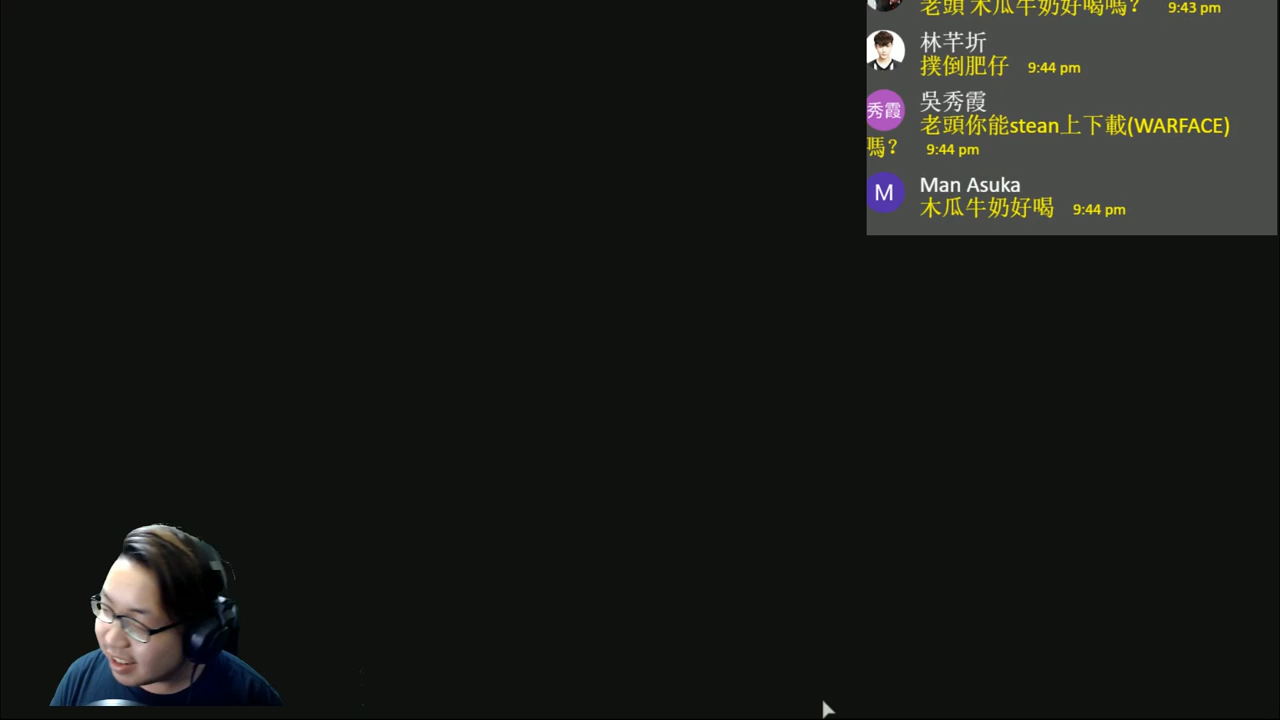 老頭 木瓜牛奶好喝嗎? 9:43 pm
林芊圻
撲倒肥仔 9:44 pm
秀霞
吳秀霞
老頭你能stean上下載(WARFACE)
嗎? 9:44 pm
M
Man Asuka
木瓜牛奶好喝 9:44 pm